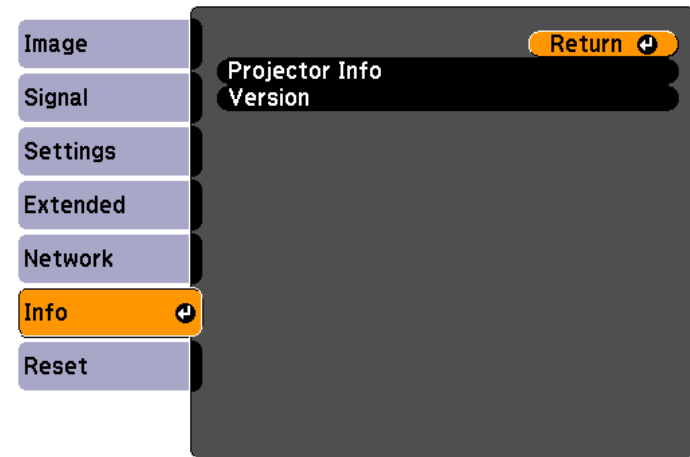 Image
Signal
Settings
Extended
Network
Info
Reset
Return
Projector Info
Version